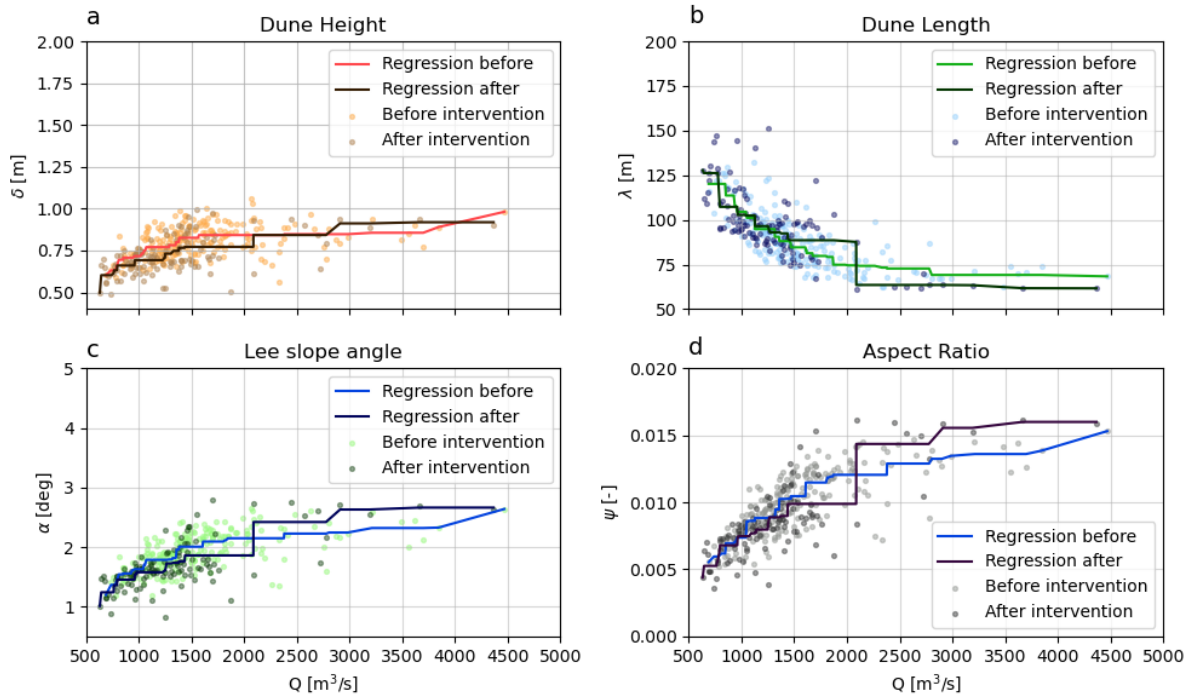 a
Dune Height
2.00
1.75
1.50
1.25
1.00
0.75
0.50
δ [m]
Regression before
Regression after
Before intervention
After intervention
b
Dune Length
200
175
150
125
100
75
50
λ [m]
Regression before
Regression after
Before intervention
After intervention
c
Lee slope angle
5
4
3
2
1
α [deg]
Regression before
Regression after
Before intervention
After intervention
500 1000 1500 2000 2500 3000 3500 4000 4500 5000
Q [m³/s]
d
Aspect Ratio
0.020
0.015
0.010
0.005
0.000
ψ [-]
Regression before
Regression after
Before intervention
After intervention
500 1000 1500 2000 2500 3000 3500 4000 4500 5000
Q [m³/s]